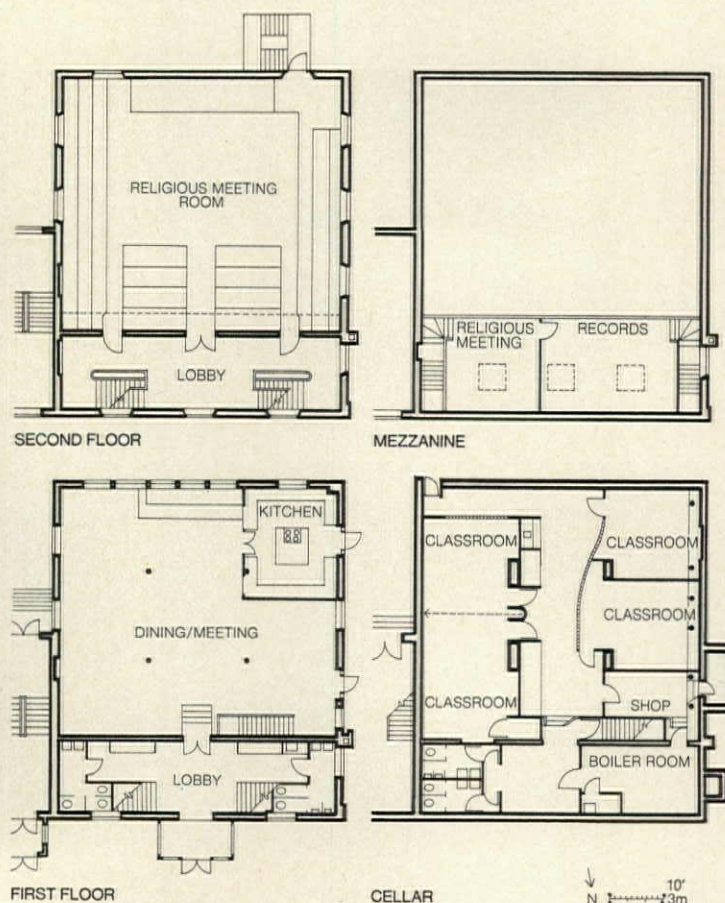 RELIGIOUS MEETING
ROOM
LOBBY
SECOND FLOOR
RELIGIOUS
MEETING
RECORDS
MEZZANINE
KITCHEN
DINING/MEETING
LOBBY
FIRST FLOOR
CLASSROOM
CLASSROOM
CLASSROOM
CLASSROOM
SHOP
BOILER ROOM
CELLAR
N
10'
3m